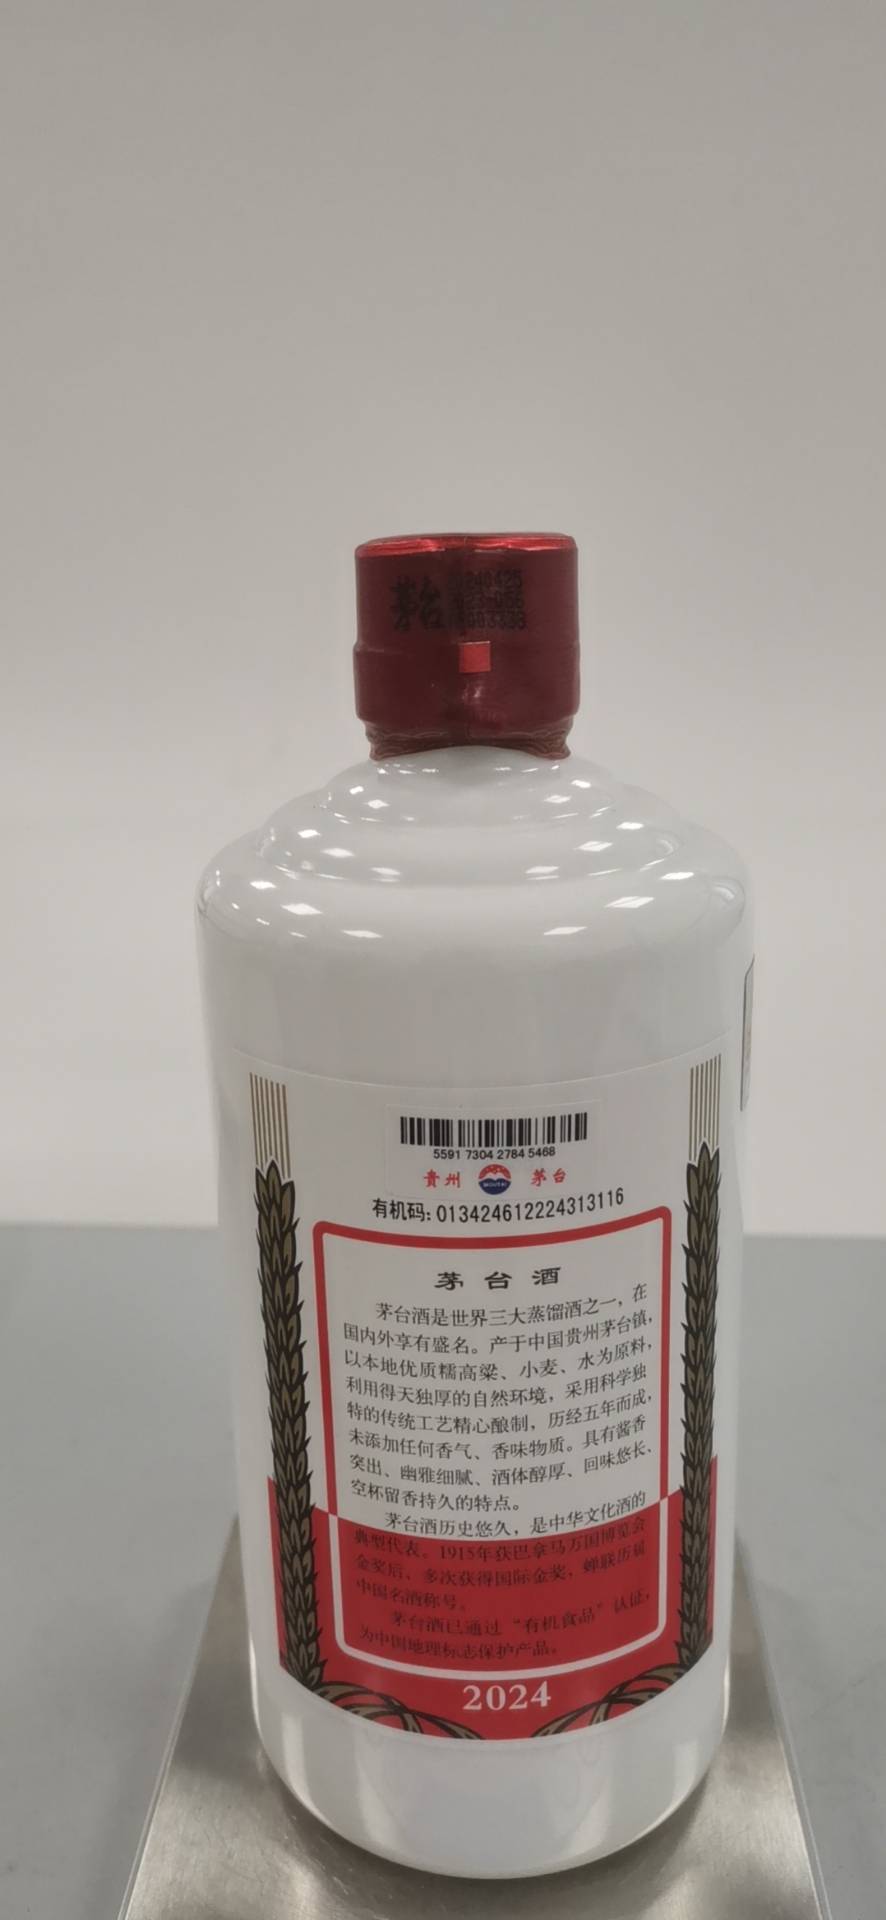 茅台
240425
003338
5591 7304 2784 5468
贵州 MOUTAI 茅台
有机码:013424612224313116
茅台酒
茅台酒是世界三大蒸馏酒之一，在
国内外享有盛名。产于中国贵州茅台镇，
以本地优质糯高粱、小麦、水为原料，
利用得天独厚的自然环境，采用科学独
特的传统工艺精心酿制，历经五年而成，
未添加任何香气、香味物质。具有酱香
突出、幽雅细腻、酒体醇厚、回味悠长、
空杯留香持久的特点。
茅台酒历史悠久，是中华文化酒的
典型代表。1915年获巴拿马万国博览会
金奖后，多次获得国际金奖，蝉联历届
中国名酒称号。
茅台酒已通过“有机食品”认证，
为中国地理标志保护产品。
2024